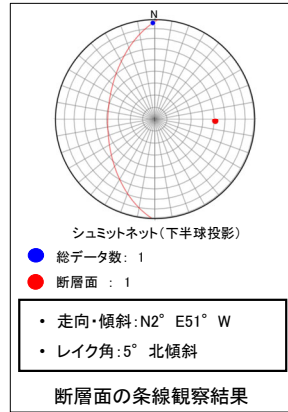 N
シュミットネット(下半球投影)
総データ数: 1
断層面 : 1
・ 走向・傾斜:N2° E51° W
・ レイク角:5° 北傾斜
断層面の条線観察結果